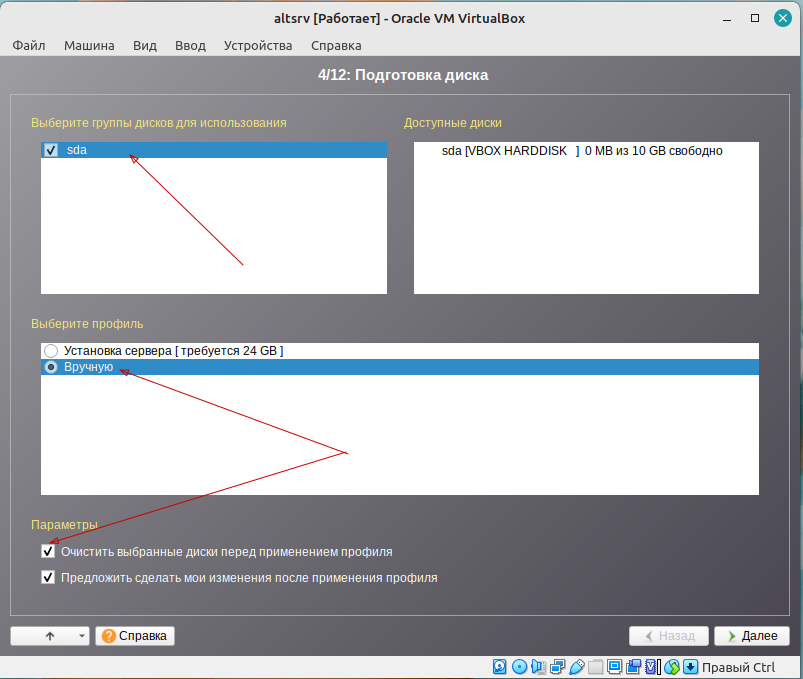 altsrv [Работает] - Oracle VM VirtualBox
Файл Машина Вид Ввод Устройства Справка
4/12: Подготовка диска
Выберите группы дисков для использования
Доступные диски
sda
sda [VBOX HARDDISK ] 0 MB из 10 GB свободно
Выберите профиль
Установка сервера [ требуется 24 GB ]
Вручную
Параметры
Очистить выбранные диски перед применением профиля
Предложить сделать мои изменения после применения профиля
Справка
Назад
Далее
Правый Ctrl